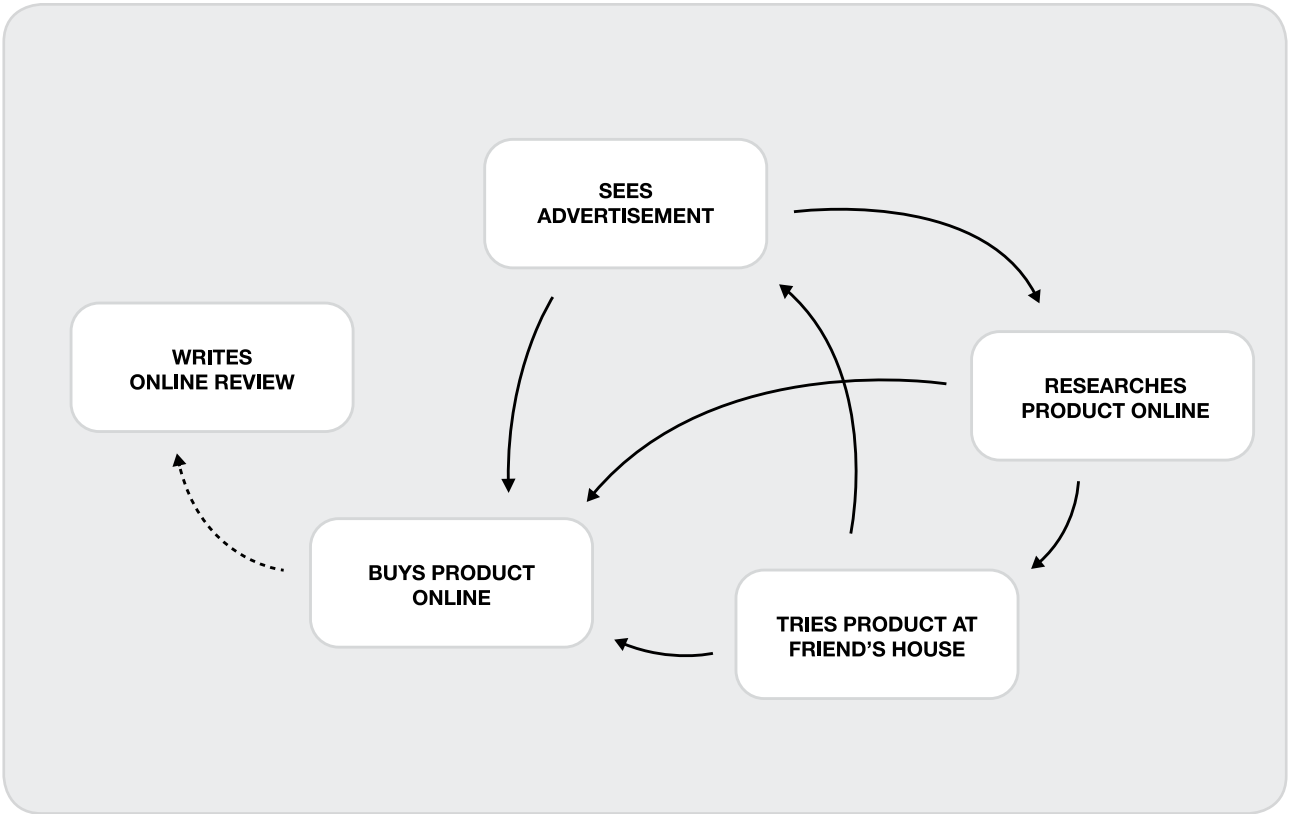 SEES
ADVERTISEMENT
WRITES
ONLINE REVIEW
RESEARCHES
PRODUCT ONLINE
BUYS PRODUCT
ONLINE
TRIES PRODUCT AT
FRIEND’S HOUSE